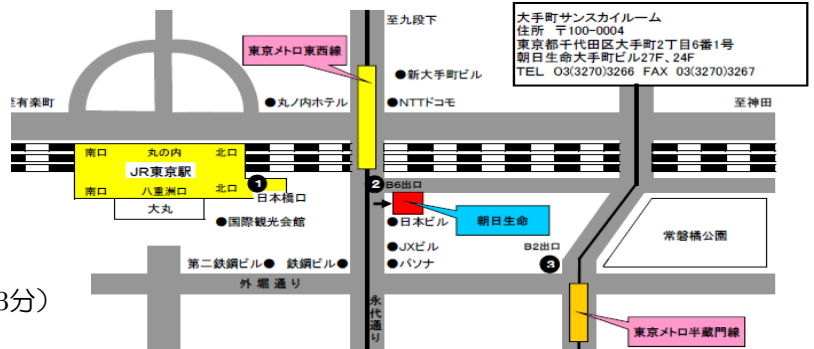 至九段下
大手町サンスカイルーム
住所 〒100-0004
東京都千代田区大手町2丁目6番1号
朝日生命大手町ビル27F、24F
TEL 03(3270)3266 FAX 03(3270)3267
東京メトロ東西線
●新大手町ビル
至有楽町
●丸ノ内ホテル
●NTTドコモ
至神田
南口 丸の内 北口
JR東京駅
南口 八重洲口 北口
1
日本橋口
大丸
●国際観光会館
2
B6出口
●日本ビル
朝日生命
常磐橋公園
●JXビル
B2出口
3
第二鉄鋼ビル● 鉄鋼ビル●
●パソナ
外堀通り
3分）
永代通り
東京メトロ半蔵門線